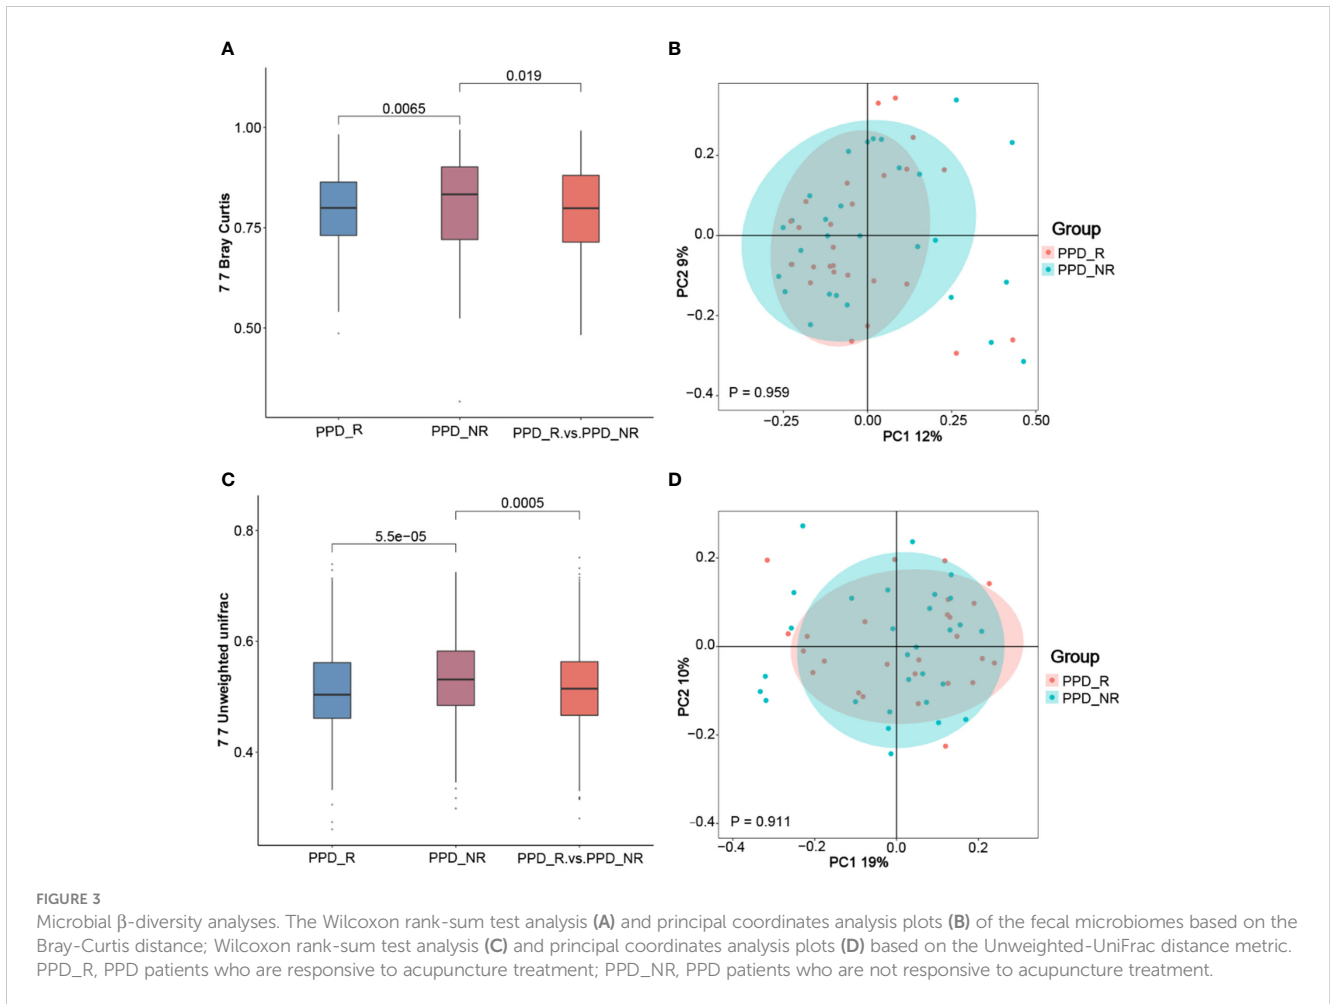 A
7 7 Bray Curtis
1.00
0.75
0.50
0.0065
0.019
PPD_R
PPD_NR
PPD_R.vs.PPD_NR
B
PC2 9%
0.2
0.0
−0.2
−0.4
P = 0.959
−0.25
0.00
0.25
0.50
PC1 12%
Group
PPD_R
PPD_NR
C
7 7 Unweighted unifrac
0.8
0.6
0.4
5.5e−05
0.0005
PPD_R
PPD_NR
PPD_R.vs.PPD_NR
D
PC2 10%
0.2
0.0
−0.2
−0.4
P = 0.911
−0.4
−0.2
0.0
0.2
PC1 19%
Group
PPD_R
PPD_NR
FIGURE 3
Microbial β-diversity analyses. The Wilcoxon rank-sum test analysis (A) and principal coordinates analysis plots (B) of the fecal microbiomes based on the
Bray-Curtis distance; Wilcoxon rank-sum test analysis (C) and principal coordinates analysis plots (D) based on the Unweighted-UniFrac distance metric.
PPD_R, PPD patients who are responsive to acupuncture treatment; PPD_NR, PPD patients who are not responsive to acupuncture treatment.